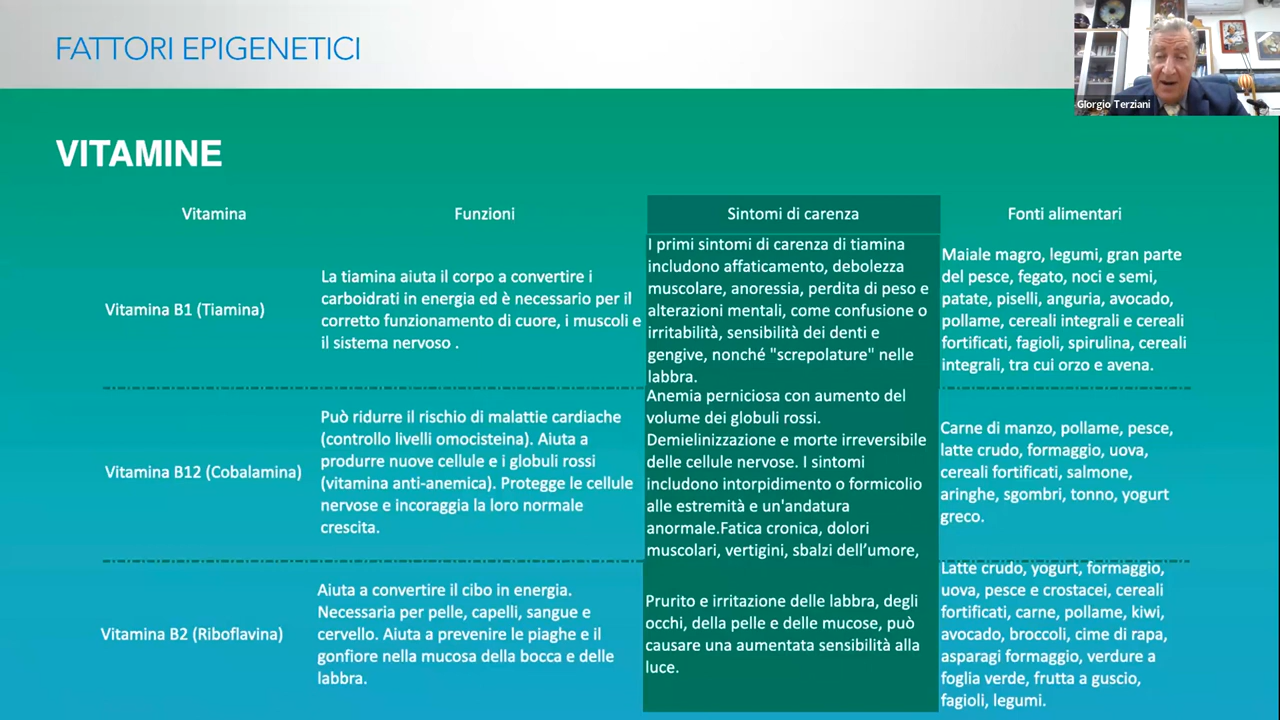 FATTORI EPIGENETICI
Giorgio Terziani
VITAMINE
Vitamina
Funzioni
Sintomi di carenza
Fonti alimentari
Vitamina B1 (Tiamina)
La tiamina aiuta il corpo a convertire i
carboidrati in energia ed è necessario per il
corretto funzionamento di cuore, i muscoli e
il sistema nervoso .
I primi sintomi di carenza di tiamina
includono affaticamento, debolezza
muscolare, anoressia, perdita di peso e
alterazioni mentali, come confusione o
irritabilità, sensibilità dei denti e
gengive, nonché "screpolature" nelle
labbra.
Maiale magro, legumi, gran parte
del pesce, fegato, noci e semi,
patate, piselli, anguria, avocado,
pollame, cereali integrali e cereali
fortificati, fagioli, spirulina, cereali
integrali, tra cui orzo e avena.
Vitamina B12 (Cobalamina)
Può ridurre il rischio di malattie cardiache
(controllo livelli omocisteina). Aiuta a
produrre nuove cellule e i globuli rossi
(vitamina anti-anemica). Protegge le cellule
nervose e incoraggia la loro normale
crescita.
Anemia perniciosa con aumento del
volume dei globuli rossi.
Demielinizzazione e morte irreversibile
delle cellule nervose. I sintomi
includono intorpidimento o formicolio
alle estremità e un'andatura
anormale.Fatica cronica, dolori
muscolari, vertigini, sbalzi dell’umore,
Carne di manzo, pollame, pesce,
latte crudo, formaggio, uova,
cereali fortificati, salmone,
aringhe, sgombri, tonno, yogurt
greco.
Vitamina B2 (Riboflavina)
Aiuta a convertire il cibo in energia.
Necessaria per pelle, capelli, sangue e
cervello. Aiuta a prevenire le piaghe e il
gonfiore nella mucosa della bocca e delle
labbra.
Prurito e irritazione delle labbra, degli
occhi, della pelle e delle mucose, può
causare una aumentata sensibilità alla
luce.
Latte crudo, yogurt, formaggio,
uova, pesce e crostacei, cereali
fortificati, carne, pollame, kiwi,
avocado, broccoli, cime di rapa,
asparagi formaggio, verdure a
foglia verde, frutta a guscio,
fagioli, legumi.